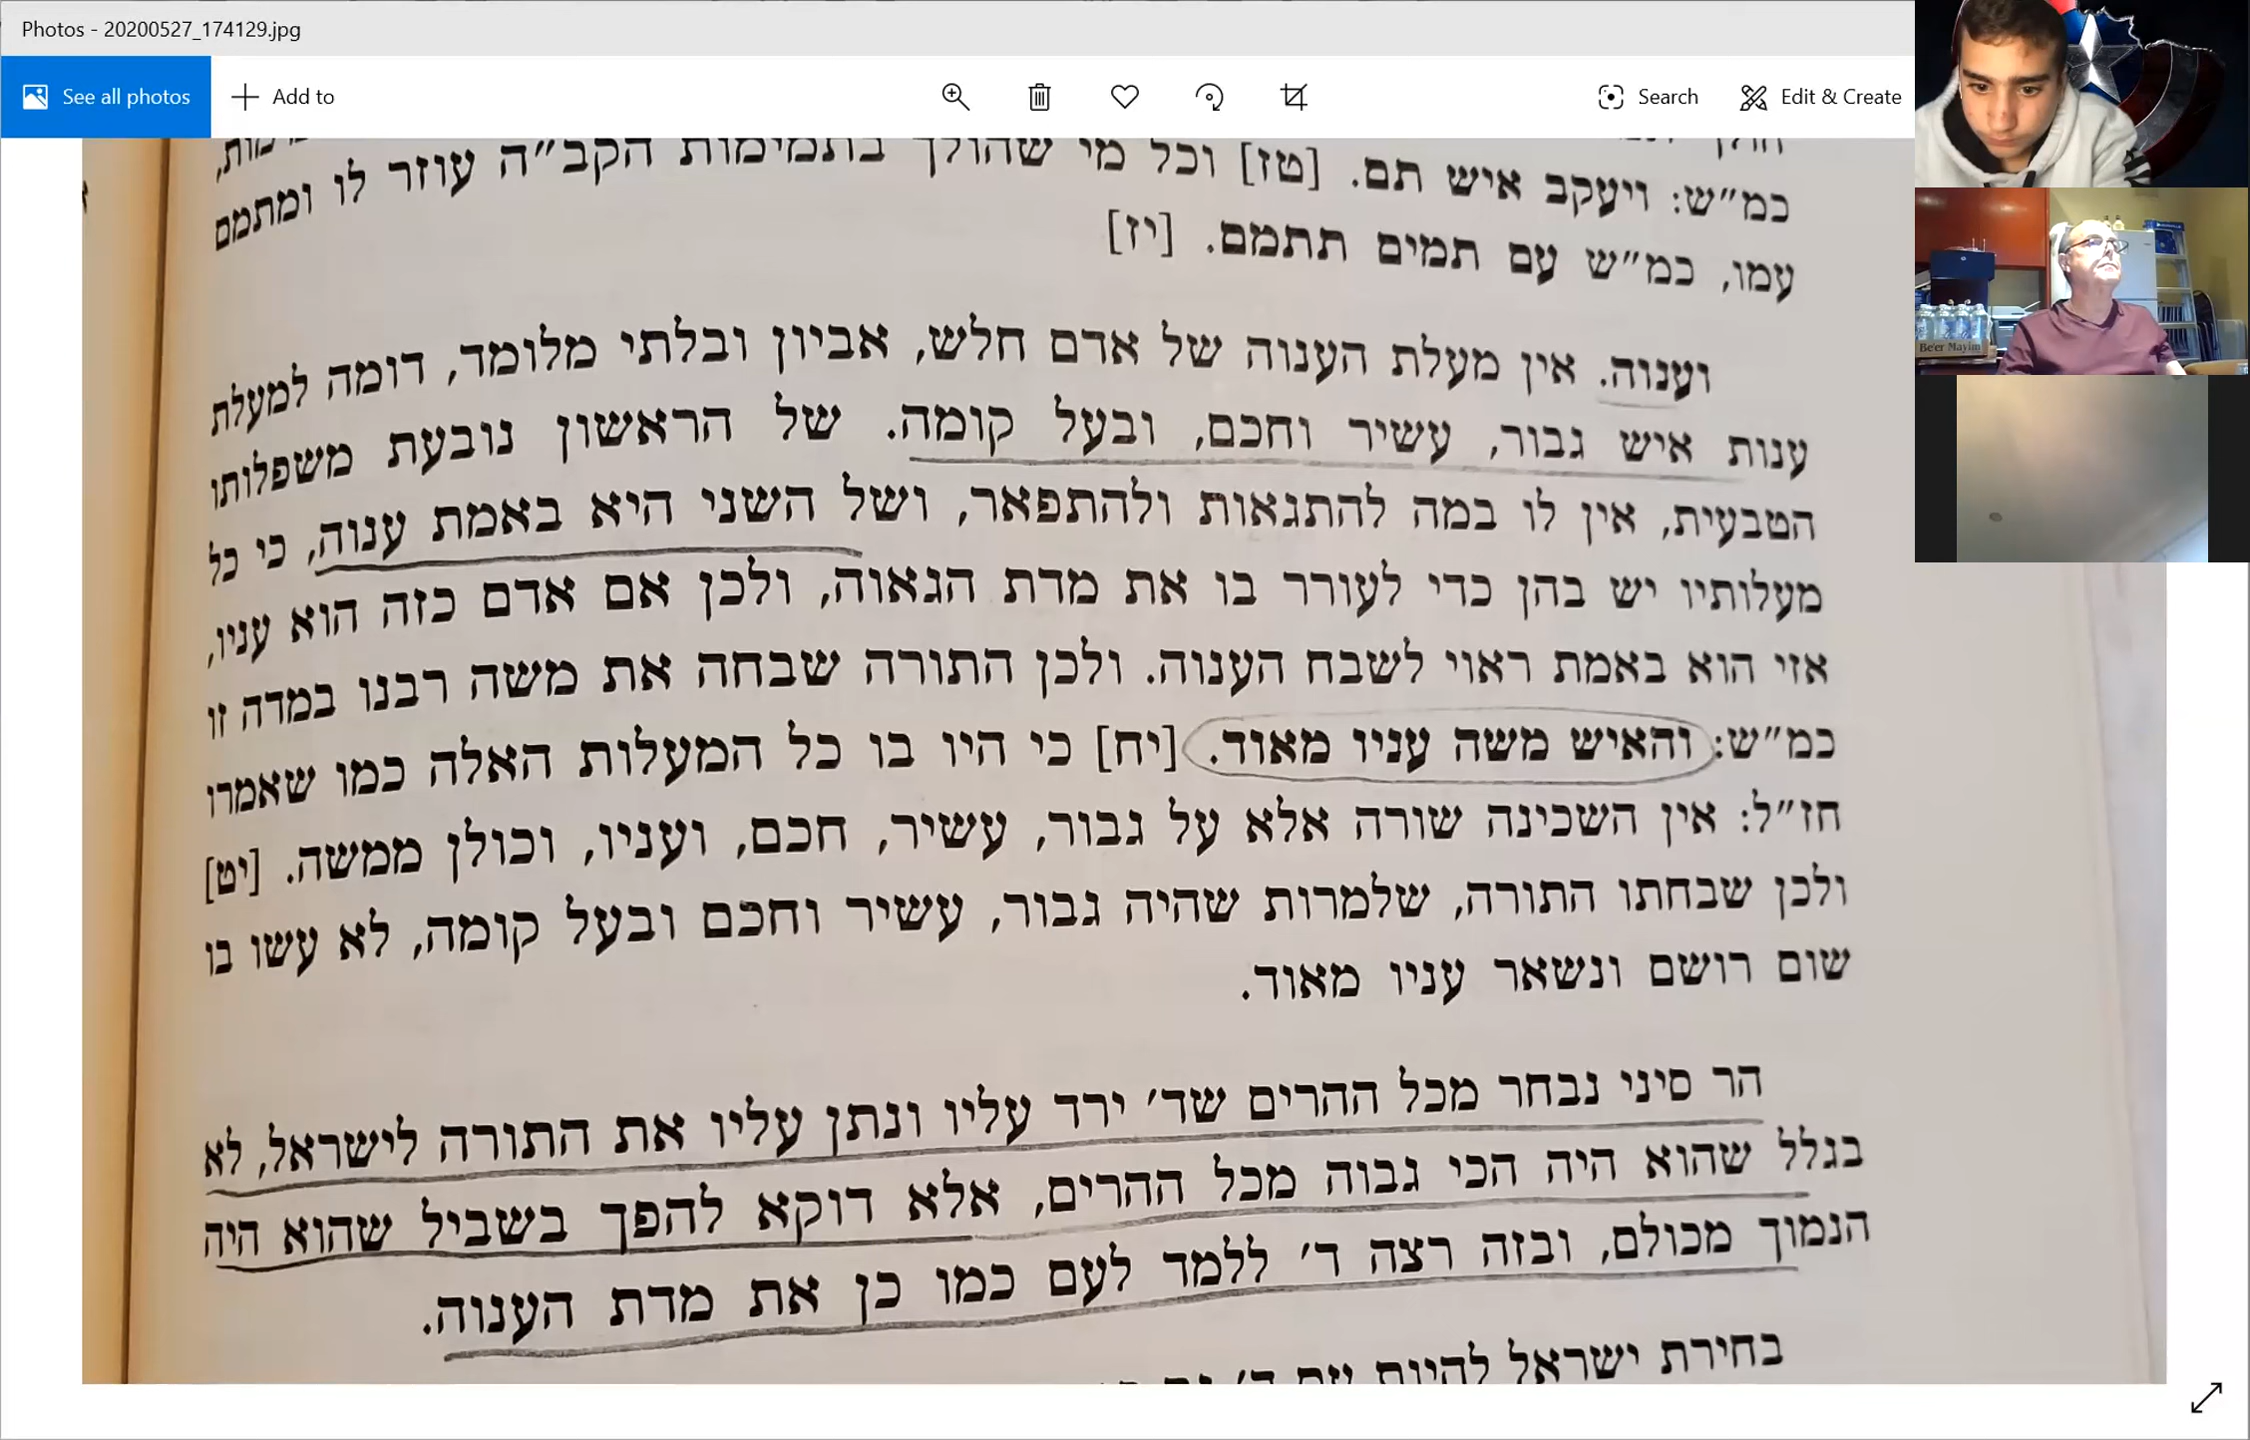 Photos - 20200527_174129.jpg
See all photos
Add to
Search
Edit & Create
כמ״ש: ויעקב איש תם. [טז] וכל מי שהולך בתמימות הקב״ה עוזר לו ומתמם
עמו, כמ״ש עם תמים תתמם. [יז]
וענוה. אין מעלת הענוה של אדם חלש, אביון ובלתי מלומד, דומה למעלת
ענות איש גבור, עשיר וחכם, ובעל קומה. של הראשון נובעת משפלותו
הטבעית, אין לו במה להתגאות ולהתפאר, ושל השני היא באמת ענוה, כי כל
מעלותיו יש בהן כדי לעורר בו את מדת הגאוה, ולכן אם אדם כזה הוא עניו,
אזי הוא באמת ראוי לשבח הענוה. ולכן התורה שבחה את משה רבנו במדה זו
כמ״ש: והאיש משה עניו מאוד. [יח] כי היו בו כל המעלות האלה כמו שאמרו
חז״ל: אין השכינה שורה אלא על גבור, עשיר, חכם, ועניו, וכולן ממשה. [יט]
ולכן שבחתו התורה, שלמרות שהיה גבור, עשיר וחכם ובעל קומה, לא עשו בו
שום רושם ונשאר עניו מאוד.
הר סיני נבחר מכל ההרים שד׳ ירד עליו ונתן עליו את התורה לישראל, לא
בגלל שהוא היה הכי גבוה מכל ההרים, אלא דוקא להפך בשביל שהוא היה
הנמוך מכולם, ובזה רצה ד׳ ללמד לעם כמו כן את מדת הענוה.
בחירת ישראל להיות עם ד׳
Be'er Mayim